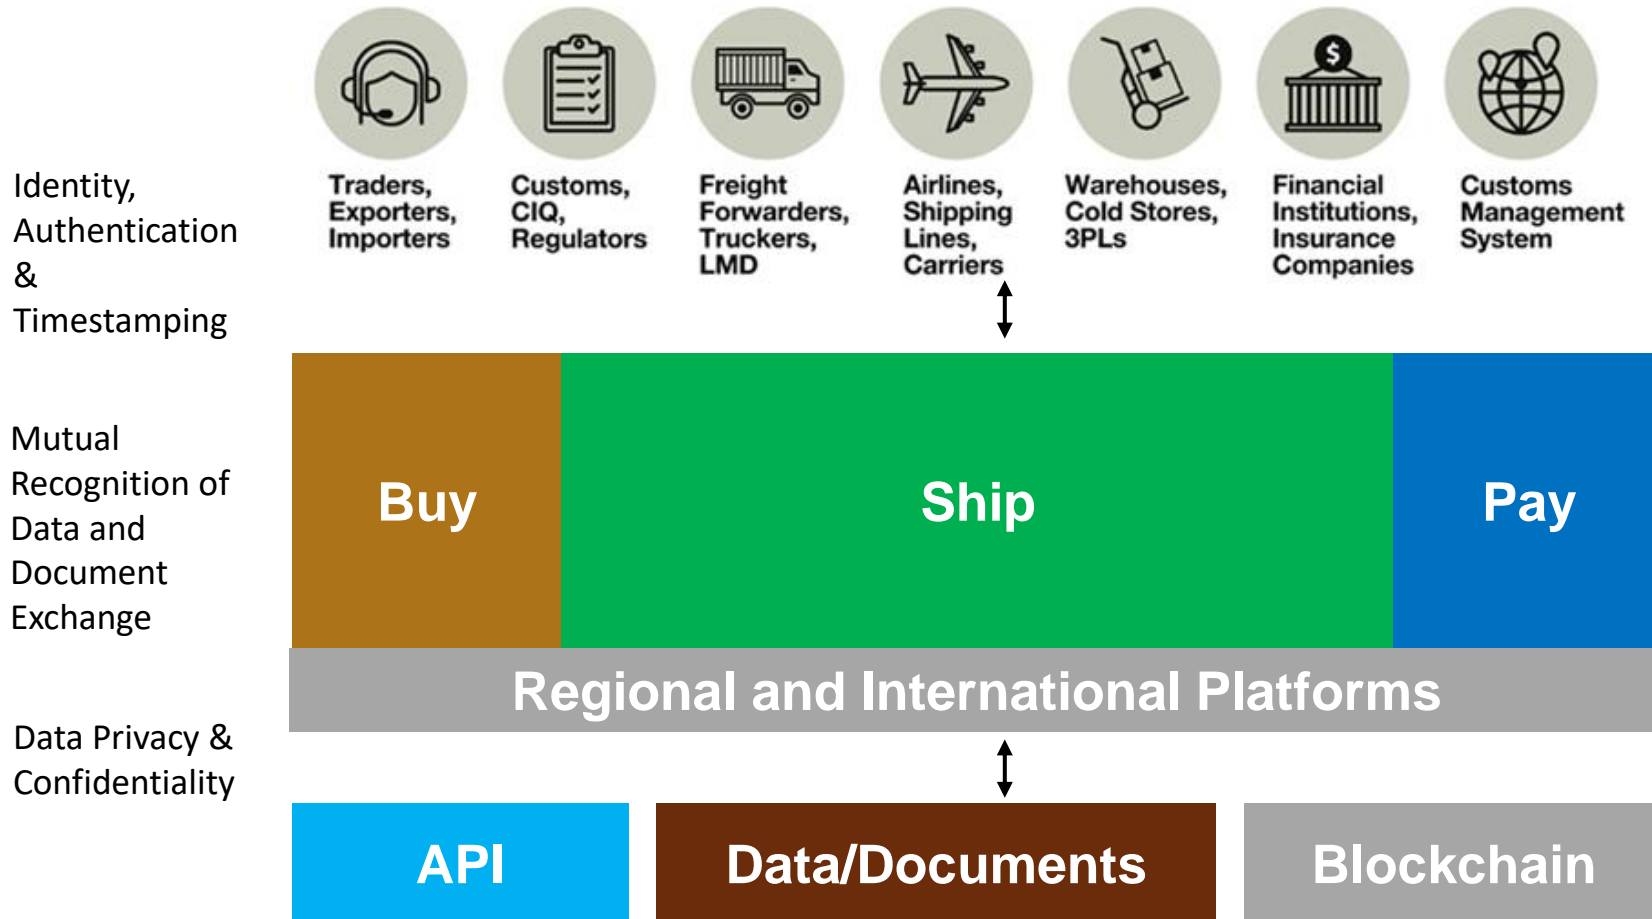 $
Traders,
Exporters,
Importers
Customs,
CIQ,
Regulators
Freight
Forwarders,
Truckers,
LMD
Airlines,
Shipping
Lines,
Carriers
Warehouses,
Cold Stores,
3PLs
Financial
Institutions,
Insurance
Companies
Customs
Management
System
Identity,
Authentication
&
Timestamping
Mutual
Recognition of
Data and
Document
Exchange
Buy
Ship
Pay
Regional and International Platforms
Data Privacy &
Confidentiality
API
Data/Documents
Blockchain